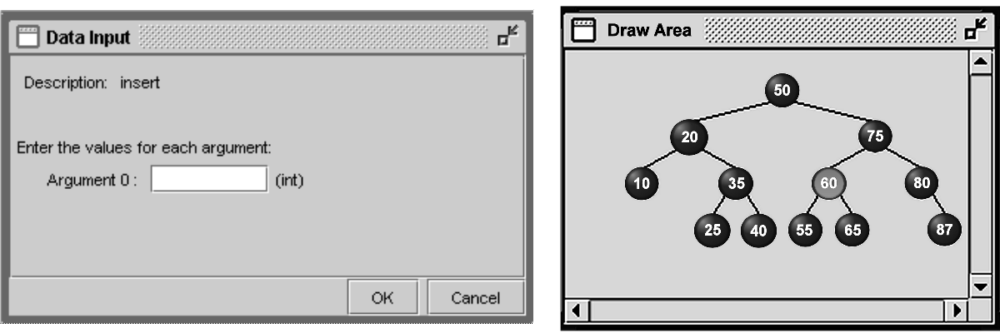 Data Input
Description: insert
Enter the values for each argument:
Argument 0 : (int)
OK Cancel
Draw Area
50
20 75
10 35 60 80
25 40 55 65 87